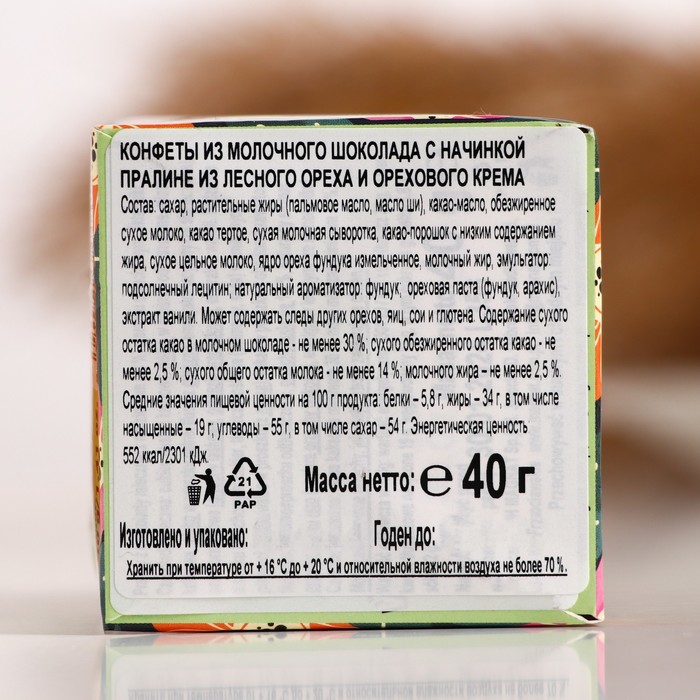 КОНФЕТЫ ИЗ МОЛОЧНОГО ШОКОЛАДА С НАЧИНКОЙ
ПРАЛИНЕ ИЗ ЛЕСНОГО ОРЕХА И ОРЕХОВОГО КРЕМА
Состав: сахар, растительные жиры (пальмовое масло, масло ши), какао-масло, обезжиренное
сухое молоко, какао тертое, сухая молочная сыворотка, какао-порошок с низким содержанием
жира, сухое цельное молоко, ядро ореха фундука измельченное, молочный жир, эмульгатор:
подсолнечный лецитин; натуральный ароматизатор: фундук; ореховая паста (фундук, арахис),
экстракт ванили. Может содержать следы других орехов, яиц, сои и глютена. Содержание сухого
остатка какао в молочном шоколаде - не менее 30 %; сухого обезжиренного остатка какао - не
менее 2,5 %; сухого общего остатка молока - не менее 14 %; молочного жира – не менее 2,5 %.
Средние значения пищевой ценности на 100 г продукта: белки – 5,8 г, жиры – 34 г, в том числе
насыщенные – 19 г; углеводы – 55 г, в том числе сахар – 54 г. Энергетическая ценность
552 ккал/2301 кДж.
21
PAP
Масса нетто: ℮ 40 г
Изготовлено и упаковано: Годен до:
Хранить при температуре от + 16 °С до + 20 °С и относительной влажности воздуха не более 70 %.